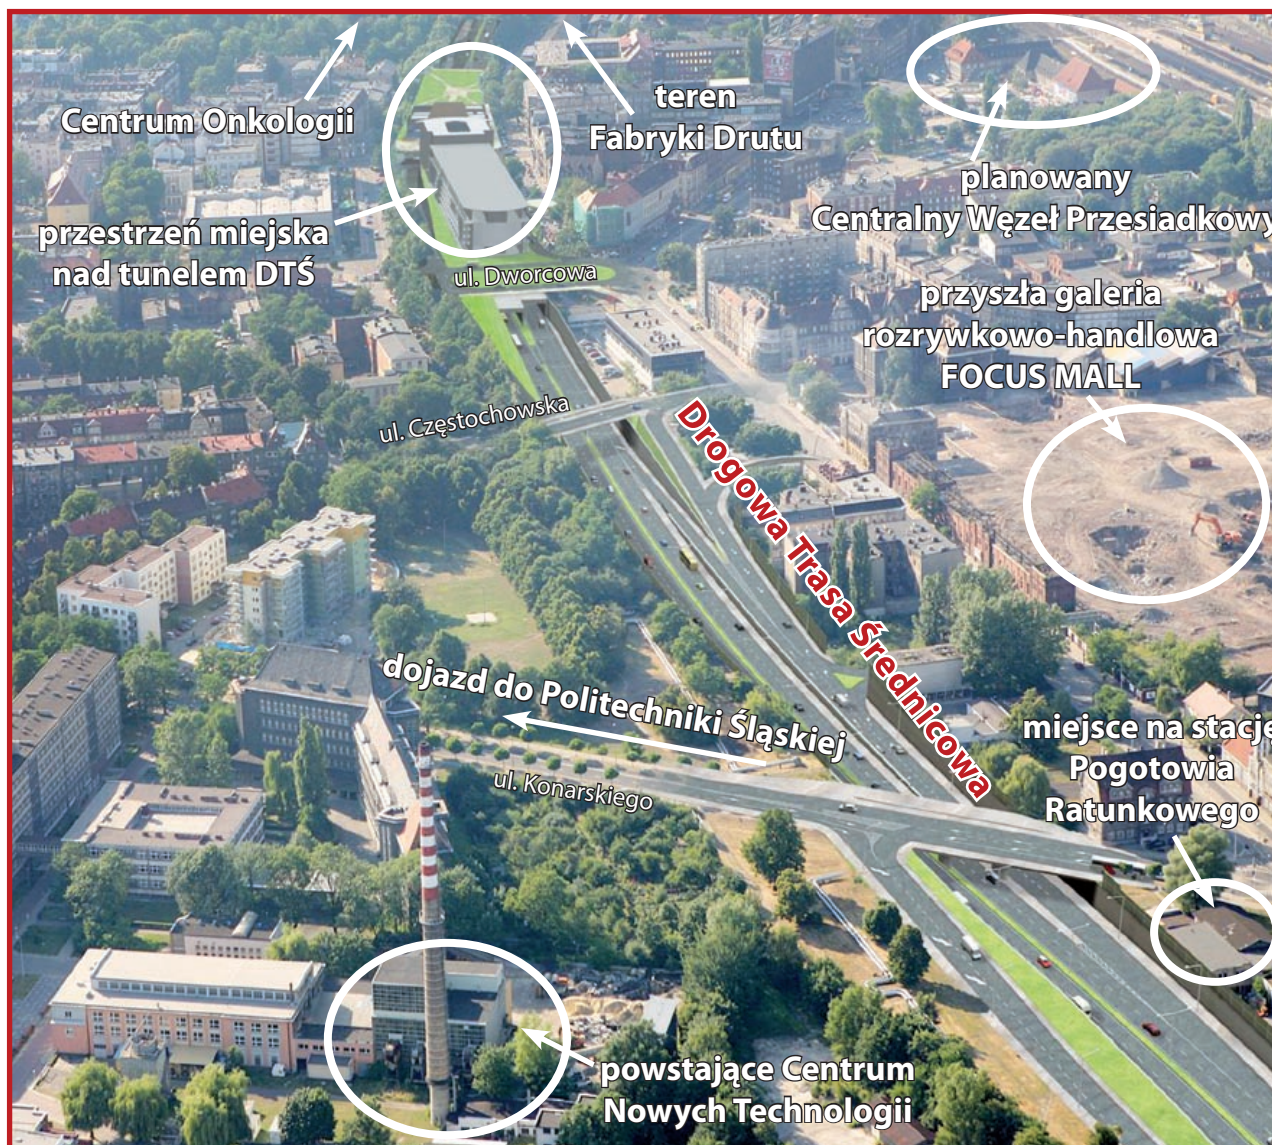 Centrum Onkologii
teren
Fabryki Drutu
planowany
Centralny Węzeł Przesiadkowy
przestrzeń miejska
nad tunelem DTŚ
ul. Dworcowa
przyszła galeria
rozrywkowo-handlowa
FOCUS MALL
ul. Częstochowska
Drogowa Trasa Średnicowa
dojazd do Politechniki Śląskiej
ul. Konarskiego
miejsce na stację
Pogotowia
Ratunkowego
powstające Centrum
Nowych Technologii